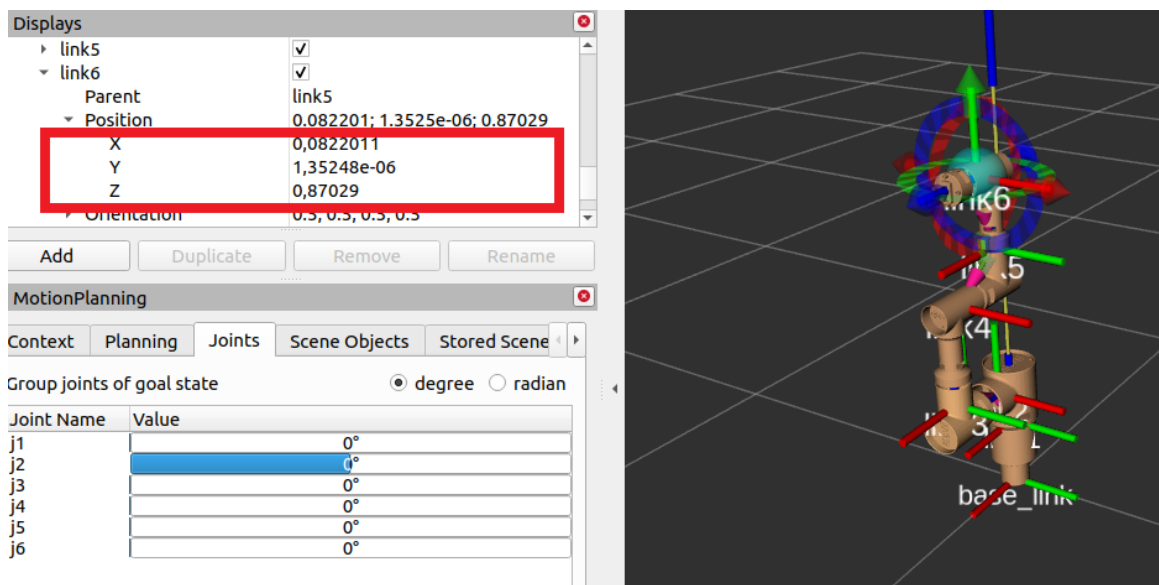 Displays
link5
link6
Parent link5
Position 0.082201; 1.3525e-06; 0.87029
X 0,0822011
Y 1,35248e-06
Z 0,87029
Orientation 0.5; 0.5; 0.5; 0.5
Add Duplicate Remove Rename
MotionPlanning
Context Planning Joints Scene Objects Stored Scene
Group joints of goal state degree radian
Joint Name Value
j1 0°
j2 0°
j3 0°
j4 0°
j5 0°
j6 0°
link6
base_link